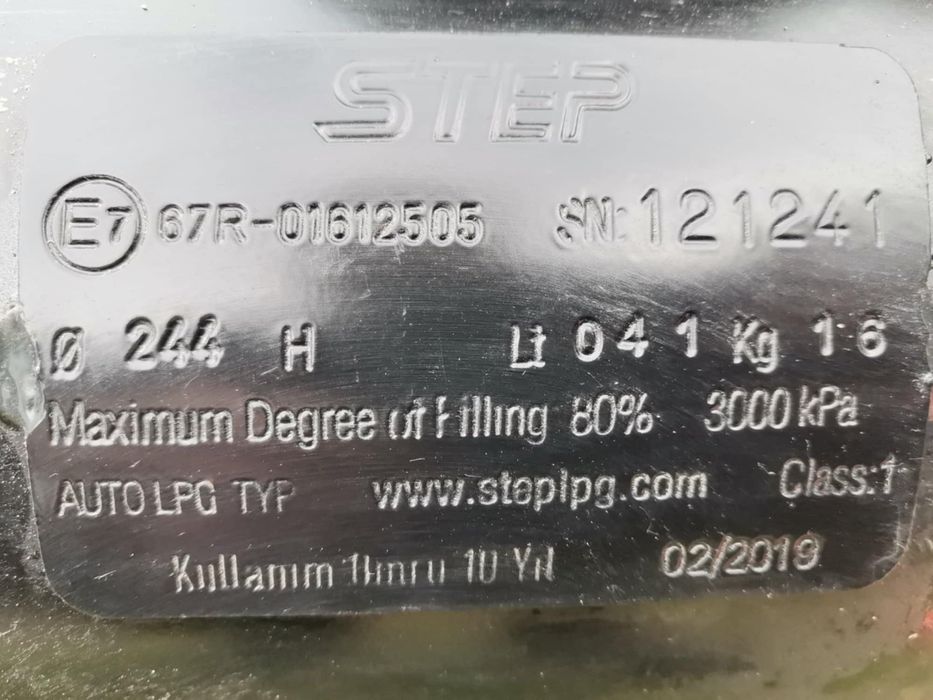 STEP
E7 67R-01612505 SN:121241
Ø 244 H Lt 041 Kg 16
Maximum Degree of Filling 80% 3000 kPa
AUTO LPG TYP www.steplpg.com Class:1
Kullanım Ömrü 10 Yıl 02/2019